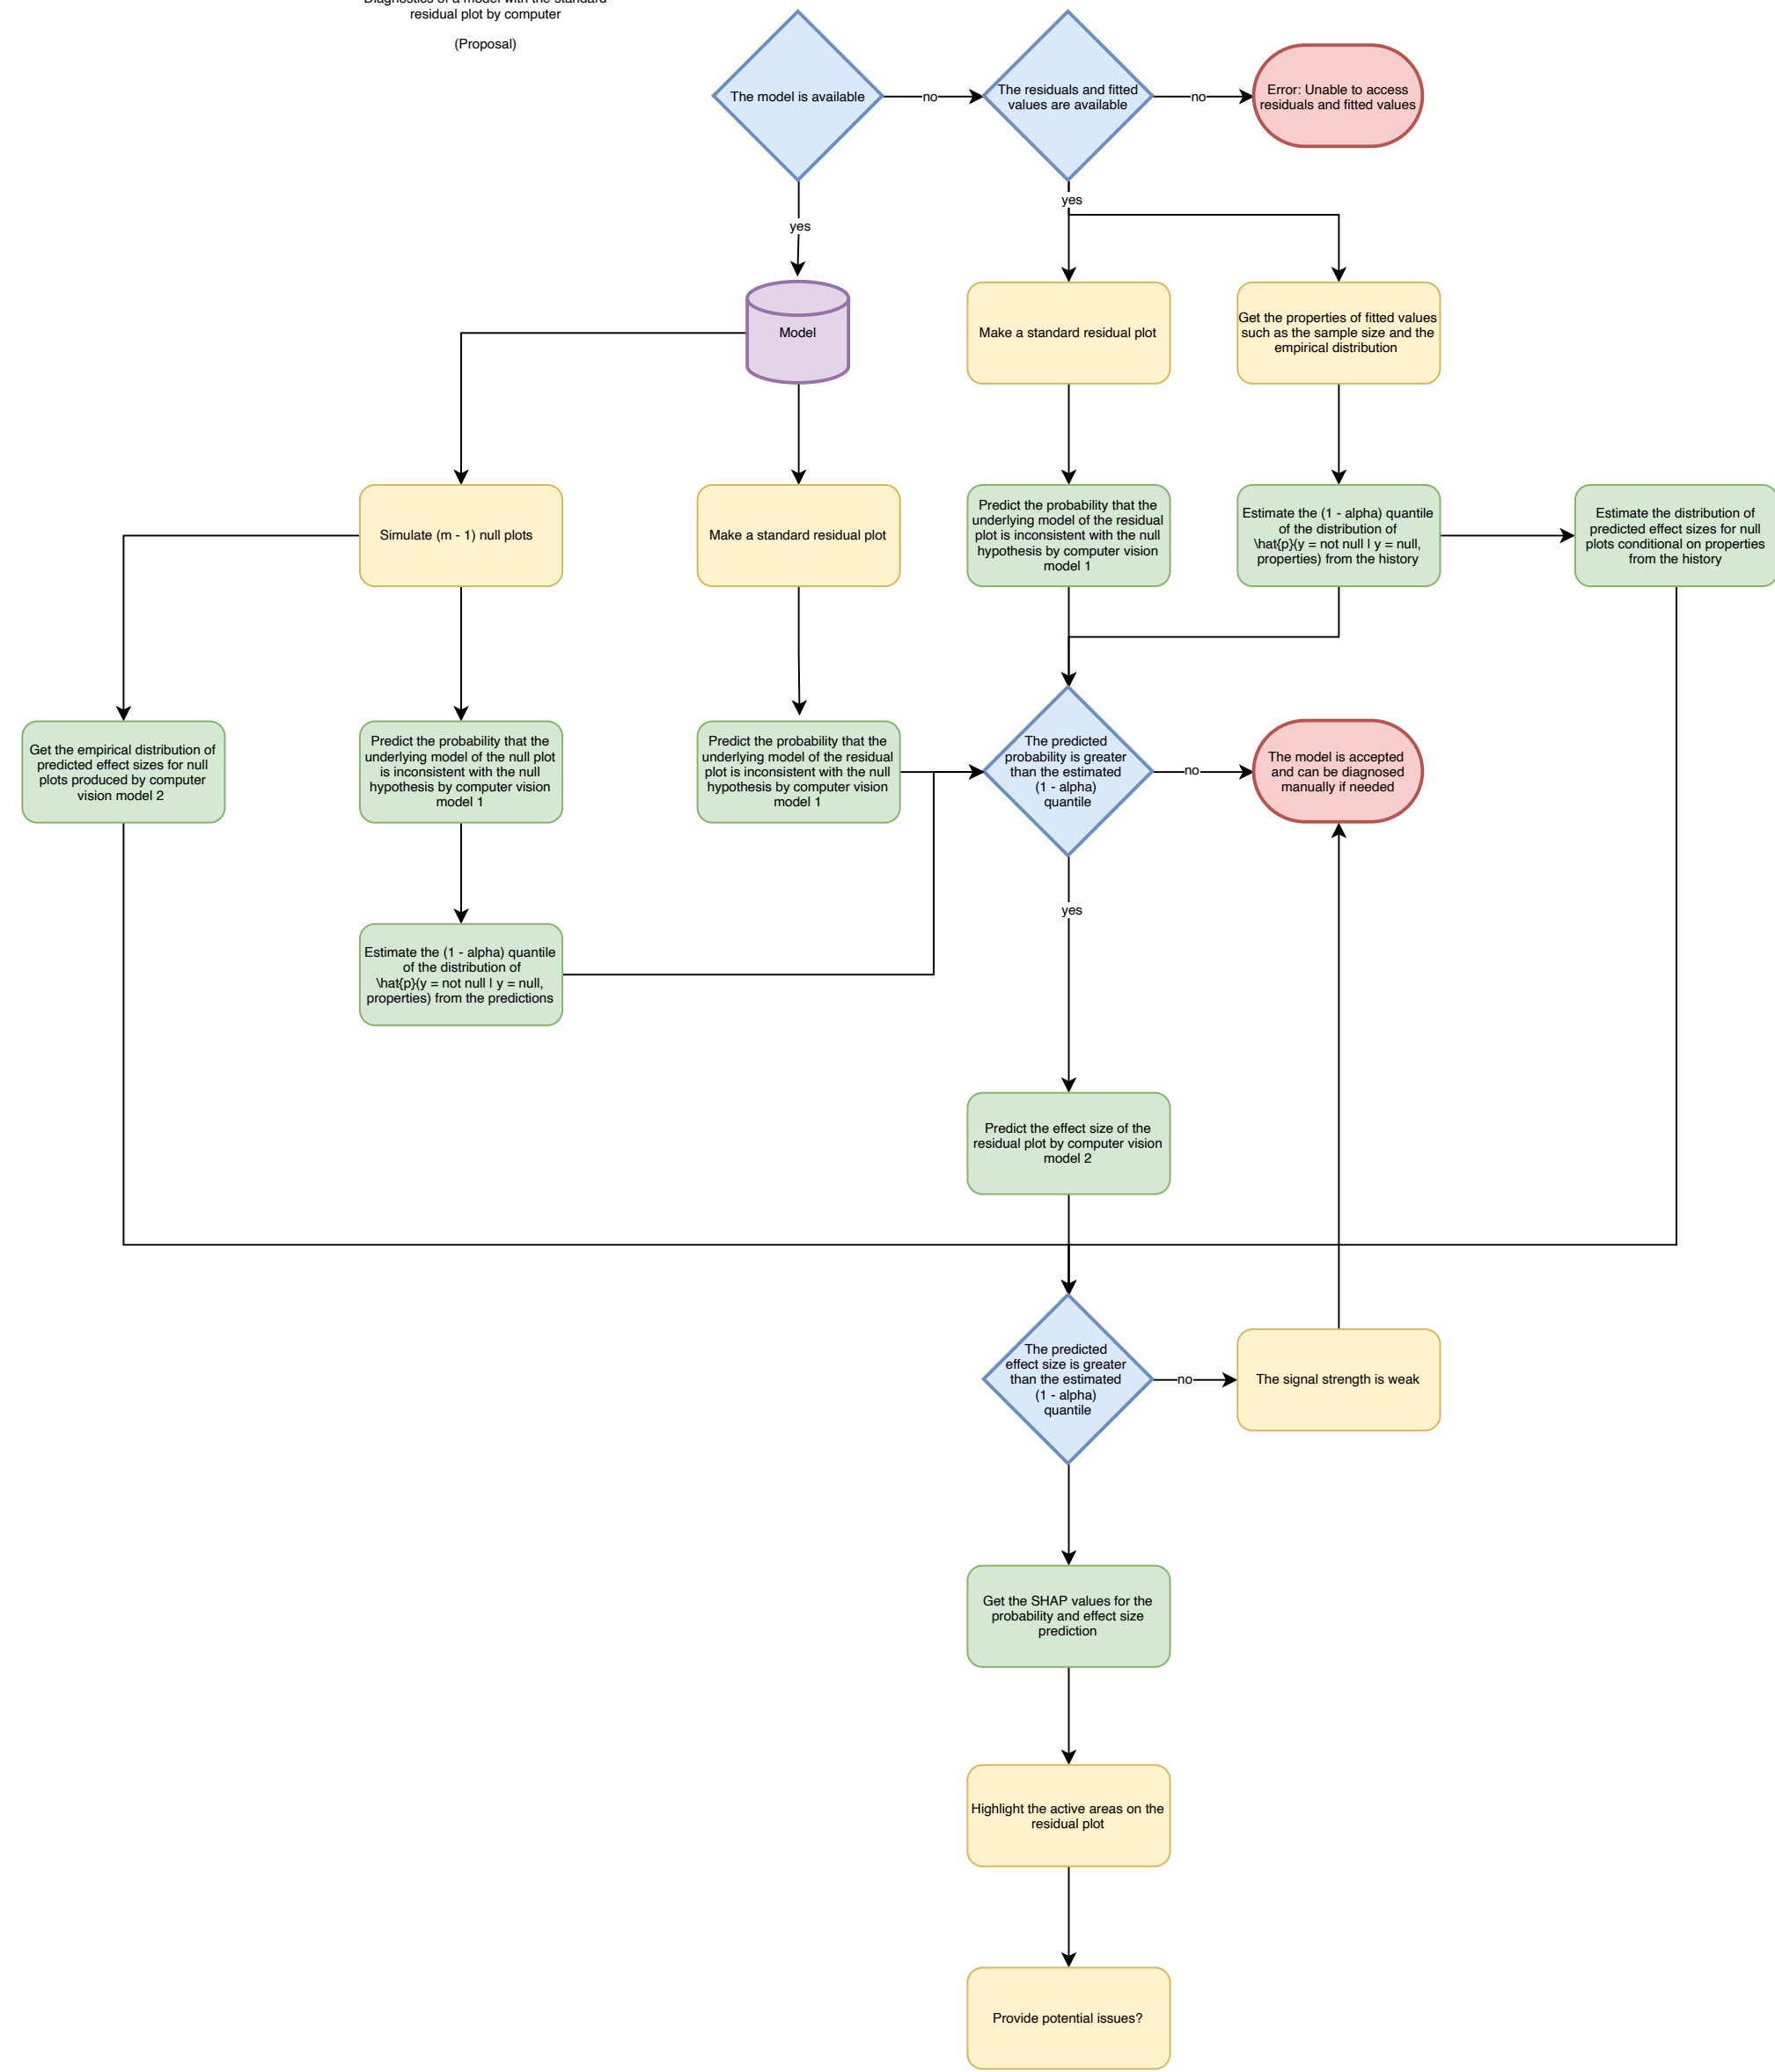 Diagnostics of a model with the standard
residual plot by computer
(Proposal)
The model is available
no
The residuals and fitted
values are available
no
Error: Unable to access
residuals and fitted values
yes
yes
Model
Make a standard residual plot
Get the properties of fitted values
such as the sample size and the
empirical distribution
Simulate (m - 1) null plots
Make a standard residual plot
Predict the probability that the
underlying model of the residual
plot is inconsistent with the null
hypothesis by computer vision
model 1
Estimate the (1 - alpha) quantile
of the distribution of
\hat{p}(y = not null | y = null,
properties) from the history
Estimate the distribution of
predicted effect sizes for null
plots conditional on properties
from the history
Get the empirical distribution of
predicted effect sizes for null
plots produced by computer
vision model 2
Predict the probability that the
underlying model of the null plot
is inconsistent with the null
hypothesis by computer vision
model 1
Predict the probability that the
underlying model of the residual
plot is inconsistent with the null
hypothesis by computer vision
model 1
The predicted
probability is greater
than the estimated
(1 - alpha)
quantile
no
The model is accepted
and can be diagnosed
manually if needed
yes
Estimate the (1 - alpha) quantile
of the distribution of
\hat{p}(y = not null | y = null,
properties) from the predictions
Predict the effect size of the
residual plot by computer vision
model 2
The predicted
effect size is greater
than the estimated
(1 - alpha)
quantile
no
The signal strength is weak
Get the SHAP values for the
probability and effect size
prediction
Highlight the active areas on the
residual plot
Provide potential issues?